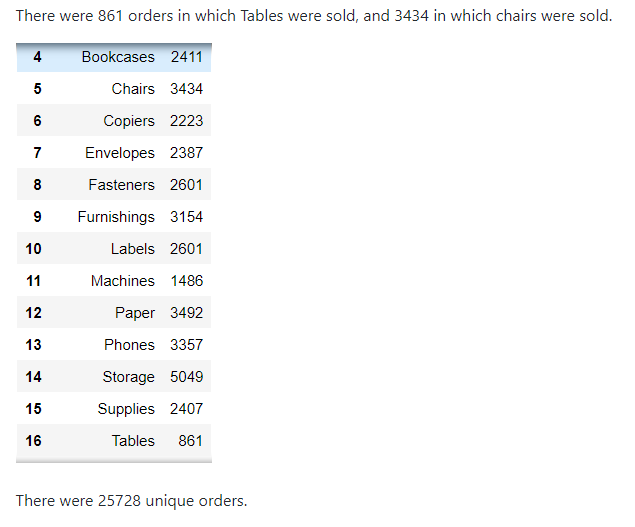 There were 861 orders in which Tables were sold, and 3434 in which chairs were sold.
4 Bookcases 2411
5 Chairs 3434
6 Copiers 2223
7 Envelopes 2387
8 Fasteners 2601
9 Furnishings 3154
10 Labels 2601
11 Machines 1486
12 Paper 3492
13 Phones 3357
14 Storage 5049
15 Supplies 2407
16 Tables 861
There were 25728 unique orders.